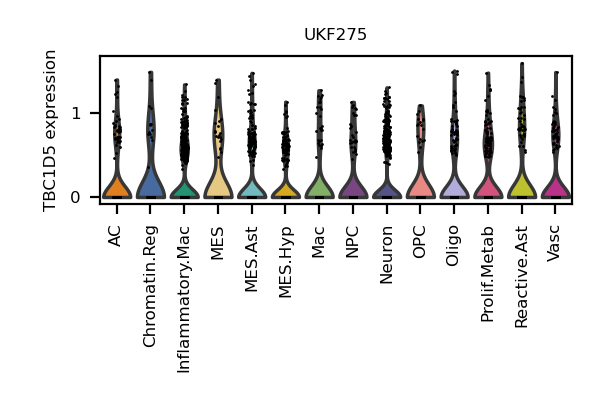 UKF275
TBC1D5 expression
1
0
AC
Chromatin.Reg
Inflammatory.Mac
MES
MES.Ast
MES.Hyp
Mac
NPC
Neuron
OPC
Oligo
Prolif.Metab
Reactive.Ast
Vasc